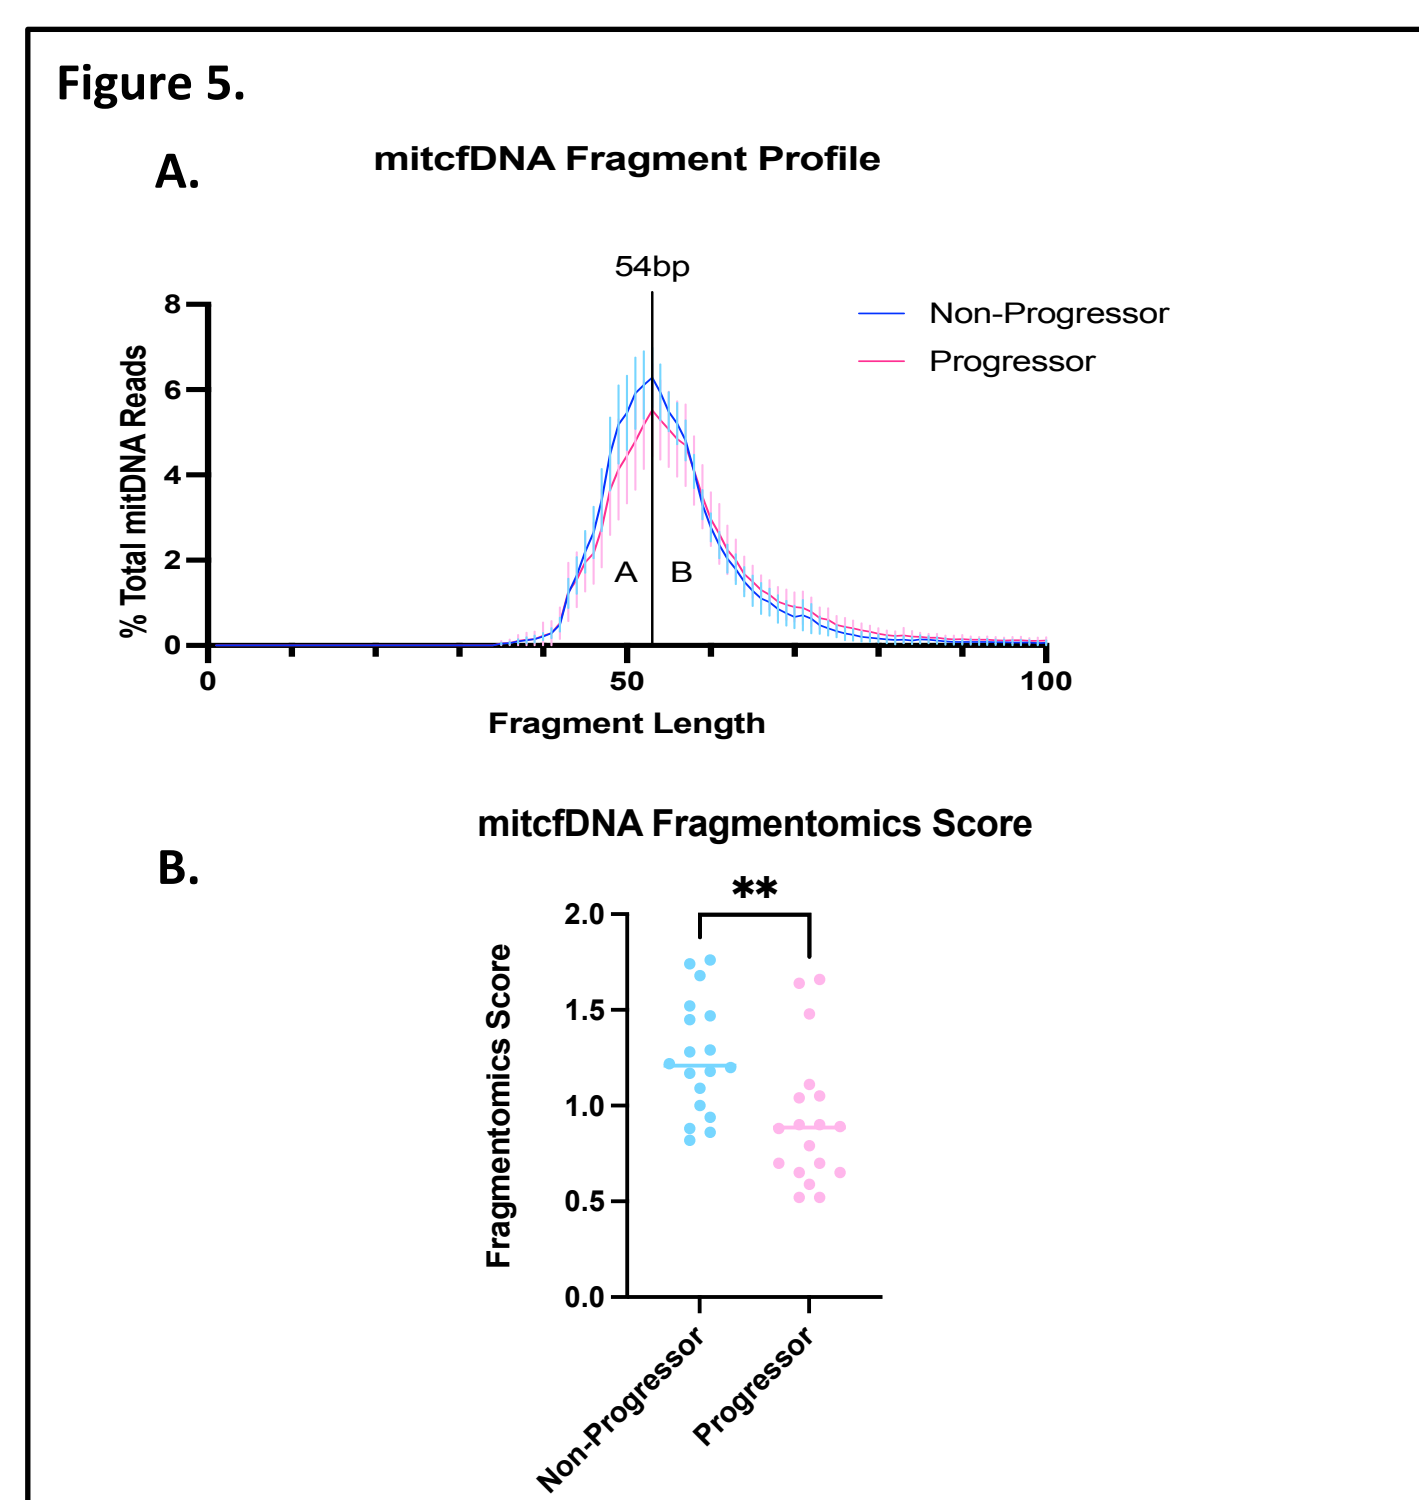 Figure 5.
A.
mitcfDNA Fragment Profile
54bp
Non-Progressor
Progressor
% Total mitDNA Reads
8
6
4
2
0
A
B
0
50
100
Fragment Length
B.
mitcfDNA Fragmentomics Score
**
Fragmentomics Score
2.0
1.5
1.0
0.5
0.0
Non-Progressor
Progressor